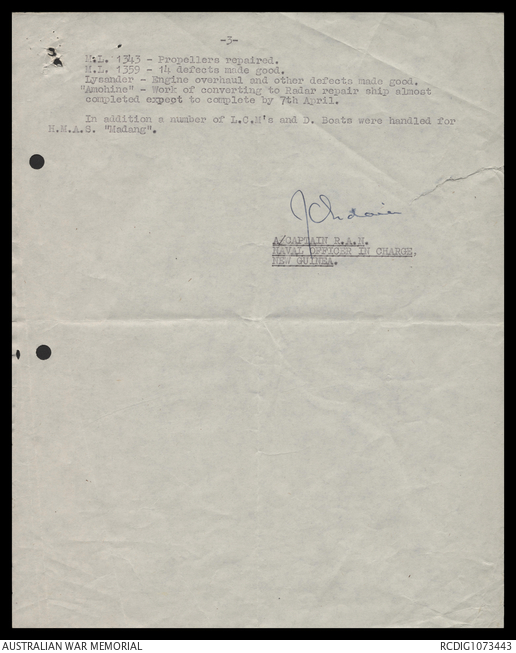 -3-
M.L. 1343 - Propellers repaired.
M.L. 1359 - 14 defects made good.
Lysander - Engine overhaul and other defects made good.
"Amohine" - Work of converting to Radar repair ship almost
completed expect to complete by 7th April.
In addition a number of L.C.M's and D. Boats were handled for
H.M.A.S. "Madang".
A/CAPTAIN R.A.N.
NAVAL OFFICER IN CHARGE,
NEW GUINEA.
AUSTRALIAN WAR MEMORIAL
RCDIG1073443